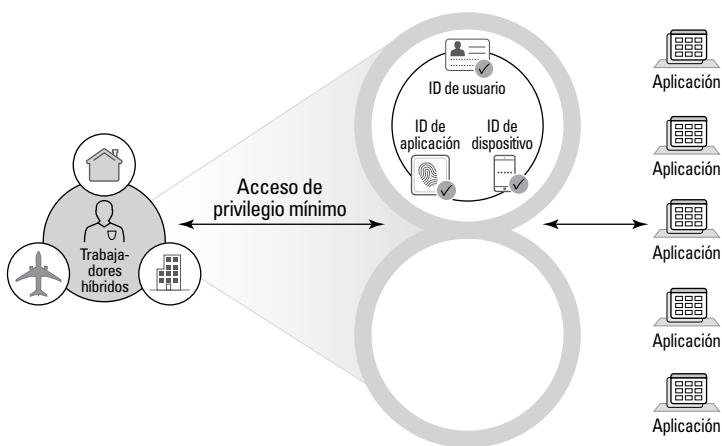 ID de usuario
ID de
aplicación
ID de
dispositivo
Acceso de
privilegio mínimo
Trabaja-
dores
híbridos
Aplicación
Aplicación
Aplicación
Aplicación
Aplicación